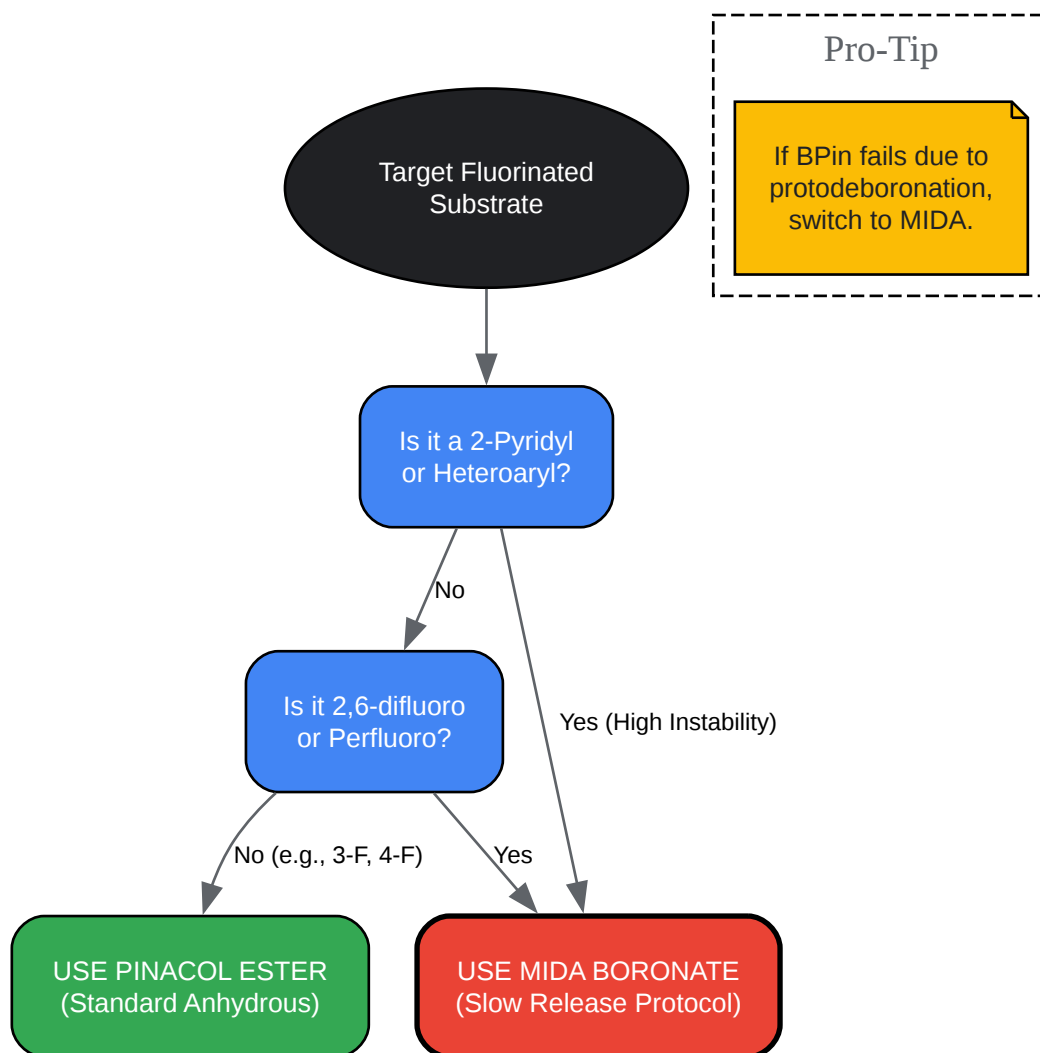 Pro-Tip
If BPin fails due to
protodeboronation,
switch to MIDA.
Target Fluorinated
Substrate
Is it a 2-Pyridyl
or Heteroaryl?
No
Is it 2,6-difluoro
or Perfluoro?
Yes (High Instability)
No (e.g., 3-F, 4-F)
Yes
USE PINACOL ESTER
(Standard Anhydrous)
USE MIDA BORONATE
(Slow Release Protocol)